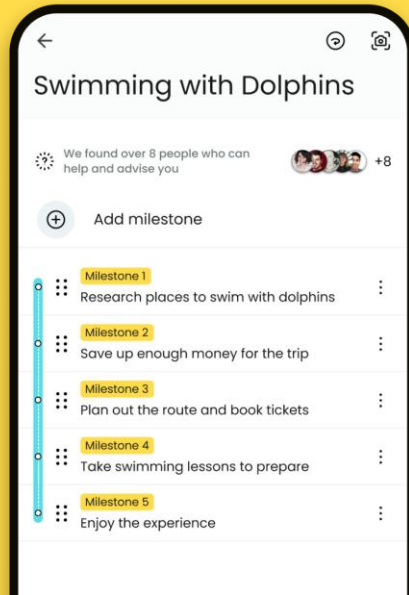 Swimming with Dolphins
We found over 8 people who can
help and advise you
+8
Add milestone
Milestone 1
Research places to swim with dolphins
Milestone 2
Save up enough money for the trip
Milestone 3
Plan out the route and book tickets
Milestone 4
Take swimming lessons to prepare
Milestone 5
Enjoy the experience